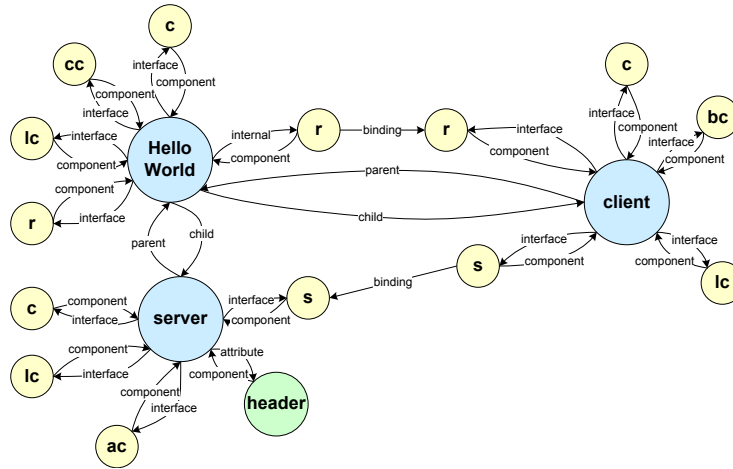 c
interface
component
cc
component
interface
c
interface
component
bc
interface
component
lc
interface
component
Hello
World
internal
component
r
binding
r
interface
component
parent
child
client
r
component
interface
parent
child
interface
component
s
binding
s
interface
component
lc
interface
component
c
component
interface
server
lc
component
interface
attribute
component
header
component
interface
ac